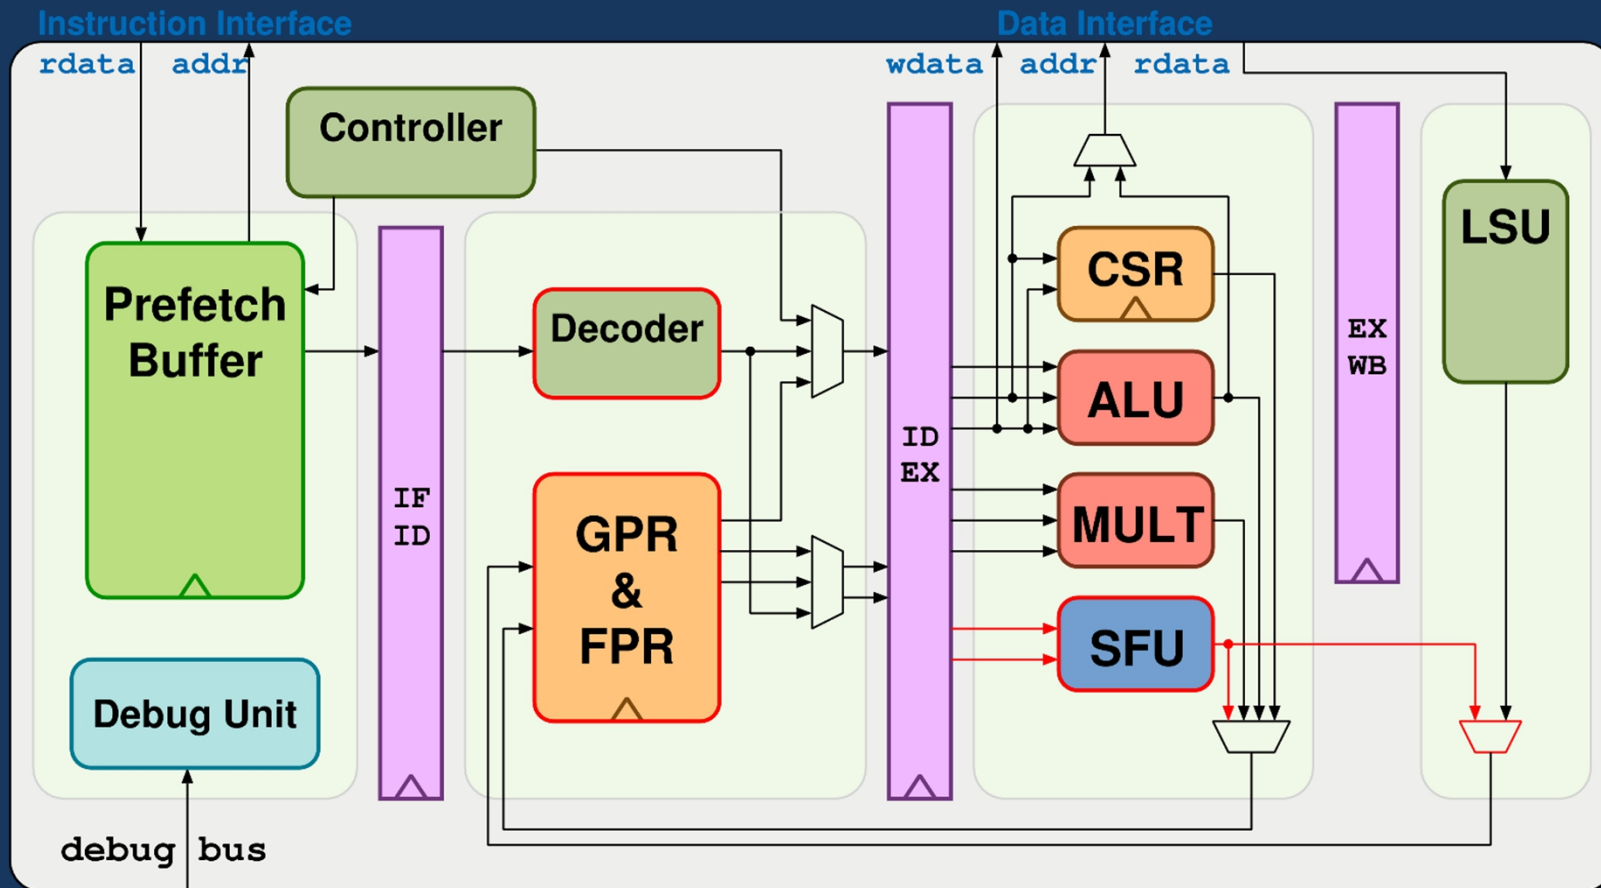 Instruction Interface
Data Interface
rdata addr
wdata addr rdata
Controller
LSU
Prefetch
Buffer
Decoder
CSR
EX
WB
ALU
ID
EX
IF
ID
GPR
&
FPR
MULT
SFU
Debug Unit
debug bus